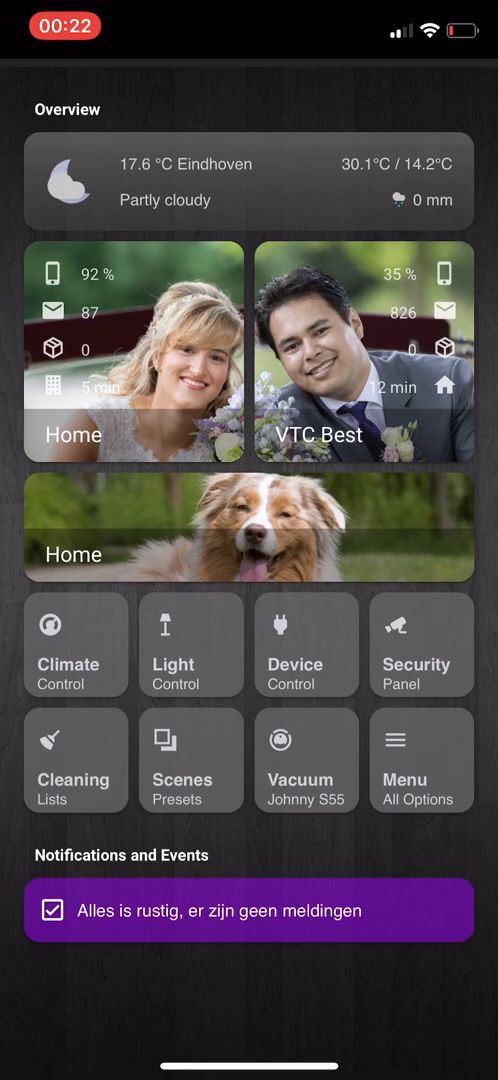 00:22
Overview
17.6 °C Eindhoven 30.1°C / 14.2°C
Partly cloudy 0 mm
92 % 35 %
87 826
0 0
5 min 12 min
Home VTC Best
Home
Climate Light Device Security
Control Control Control Panel
Cleaning Scenes Vacuum Menu
Lists Presets Johnny S55 All Options
Notifications and Events
Alles is rustig, er zijn geen meldingen